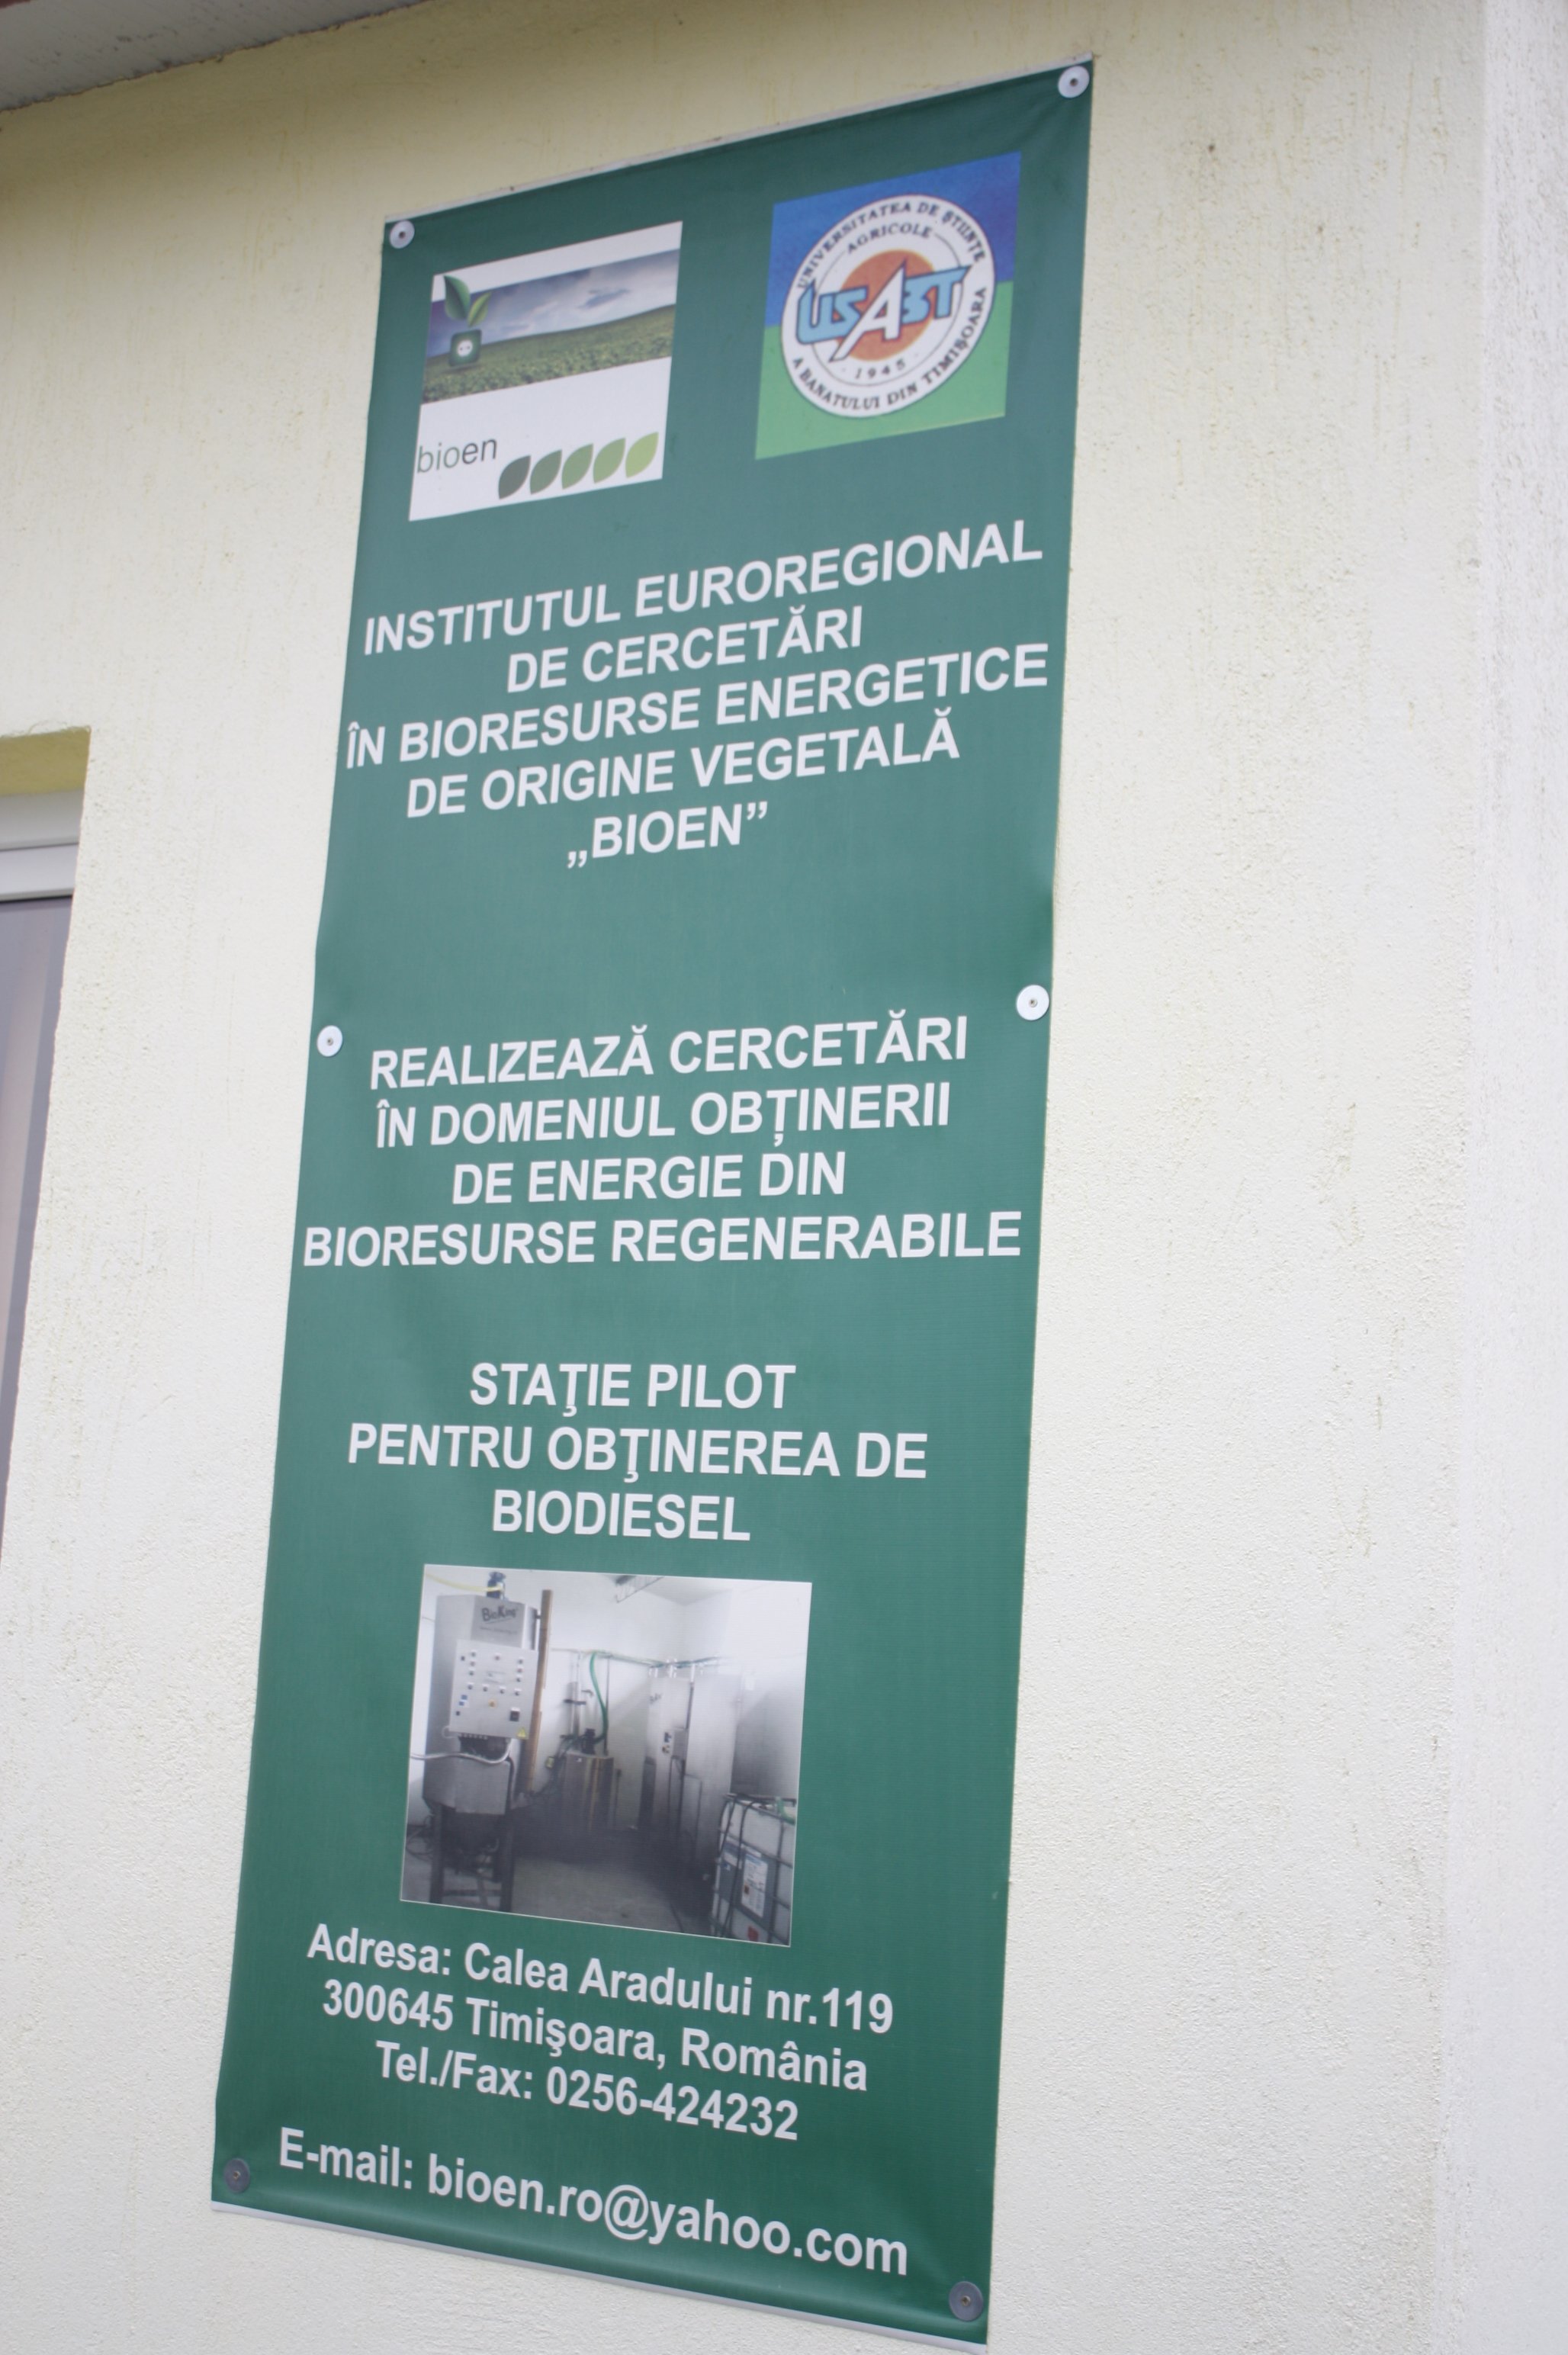 bioen
UNIVERSITATEA DE ŞTIINŢE
AGRICOLE
USABT
1945
A BANATULUI DIN TIMIŞOARA
INSTITUTUL EUROREGIONAL
DE CERCETĂRI
ÎN BIORESURSE ENERGETICE
DE ORIGINE VEGETALĂ
„BIOEN”
REALIZEAZĂ CERCETĂRI
ÎN DOMENIUL OBȚINERII
DE ENERGIE DIN
BIORESURSE REGENERABILE
STAŢIE PILOT
PENTRU OBŢINEREA DE
BIODIESEL
BioKing
Adresa: Calea Aradului nr.119
300645 Timişoara, România
Tel./Fax: 0256-424232
E-mail: bioen.ro@yahoo.com